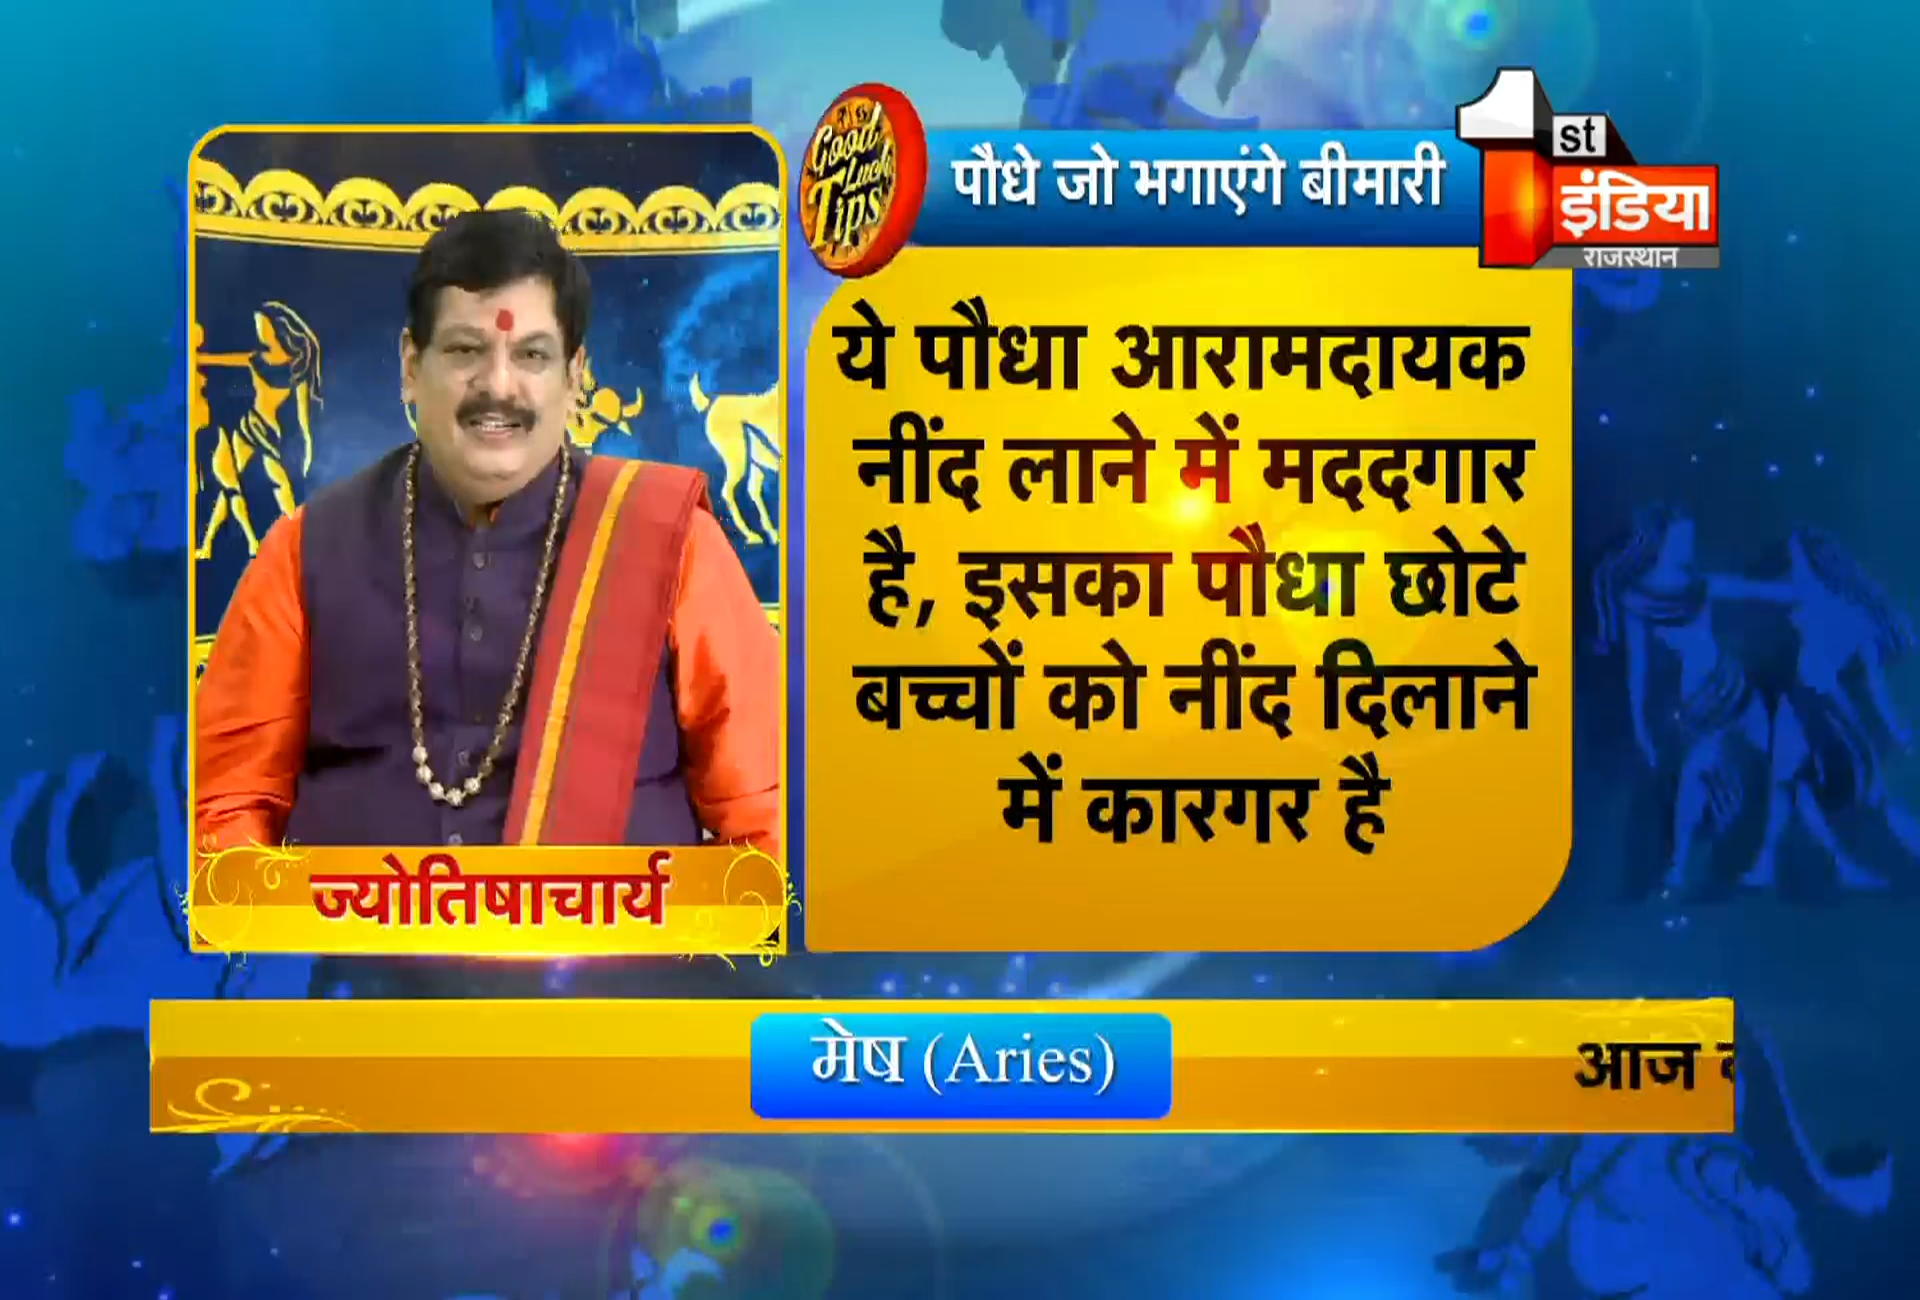 Good
Luck
Tips
पौधे जो भगाएंगे बीमारी
1st
इंडिया
राजस्थान
ये पौधा आरामदायक
नींद लाने में मददगार
है, इसका पौधा छोटे
बच्चों को नींद दिलाने
में कारगर है
ज्योतिषाचार्य
मेष (Aries)
आज